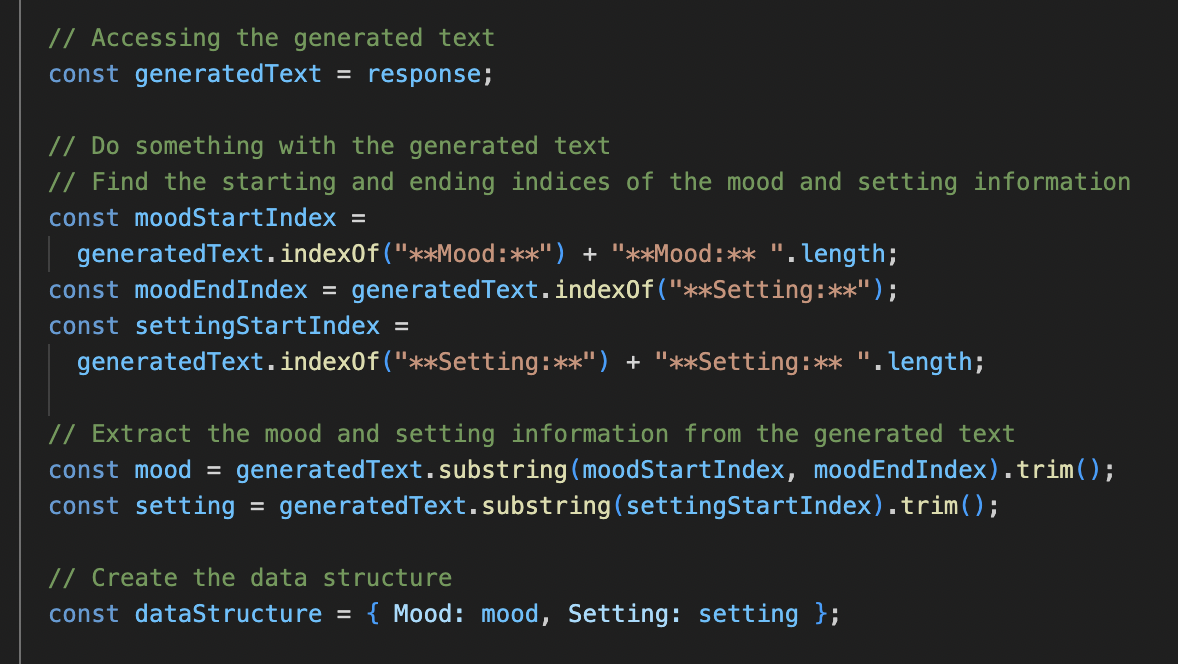 // Accessing the generated text
const generatedText = response;
// Do something with the generated text
// Find the starting and ending indices of the mood and setting information
const moodStartIndex =
generatedText.indexOf("**Mood:**") + "**Mood:** ".length;
const moodEndIndex = generatedText.indexOf("**Setting:**");
const settingStartIndex =
generatedText.indexOf("**Setting:**") + "**Setting:** ".length;
// Extract the mood and setting information from the generated text
const mood = generatedText.substring(moodStartIndex, moodEndIndex).trim();
const setting = generatedText.substring(settingStartIndex).trim();
// Create the data structure
const dataStructure = { Mood: mood, Setting: setting };